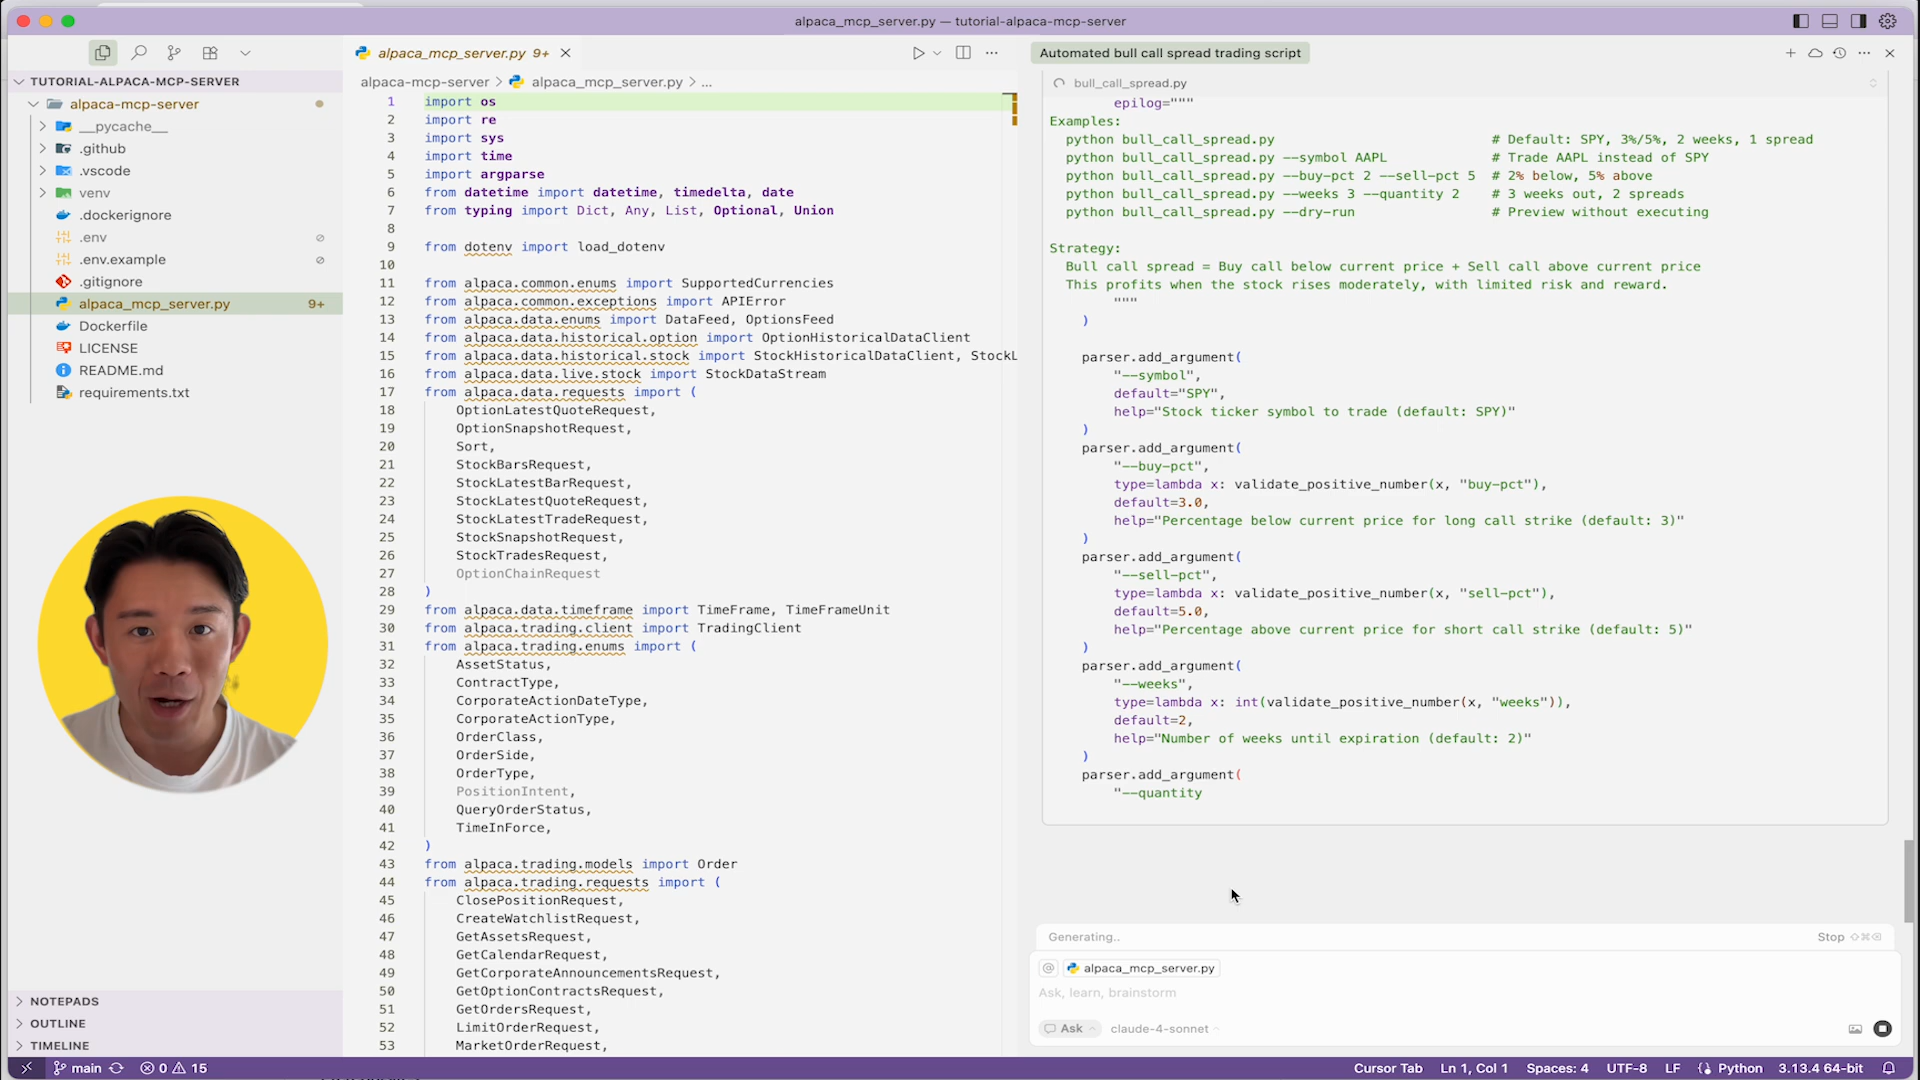 alpaca_mcp_server.py — tutorial-alpaca-mcp-server
TUTORIAL-ALPACA-MCP-SERVER
alpaca-mcp-server
__pycache__
.github
.vscode
venv
.dockerignore
.env
.env.example
.gitignore
alpaca_mcp_server.py 9+
Dockerfile
LICENSE
README.md
requirements.txt
NOTEPADS
OUTLINE
TIMELINE
alpaca_mcp_server.py 9+
alpaca-mcp-server > alpaca_mcp_server.py > ...
1 import os
2 import re
3 import sys
4 import time
5 import argparse
6 from datetime import datetime, timedelta, date
7 from typing import Dict, Any, List, Optional, Union
8
9 from dotenv import load_dotenv
10
11 from alpaca.common.enums import SupportedCurrencies
12 from alpaca.common.exceptions import APIError
13 from alpaca.data.enums import DataFeed, OptionsFeed
14 from alpaca.data.historical.option import OptionHistoricalDataClient
15 from alpaca.data.historical.stock import StockHistoricalDataClient, StockL
16 from alpaca.data.live.stock import StockDataStream
17 from alpaca.data.requests import (
18 OptionLatestQuoteRequest,
19 OptionSnapshotRequest,
20 Sort,
21 StockBarsRequest,
22 StockLatestBarRequest,
23 StockLatestQuoteRequest,
24 StockLatestTradeRequest,
25 StockSnapshotRequest,
26 StockTradesRequest,
27 OptionChainRequest
28 )
29 from alpaca.data.timeframe import TimeFrame, TimeFrameUnit
30 from alpaca.trading.client import TradingClient
31 from alpaca.trading.enums import (
32 AssetStatus,
33 ContractType,
34 CorporateActionDateType,
35 CorporateActionType,
36 OrderClass,
37 OrderSide,
38 OrderType,
39 PositionIntent,
40 QueryOrderStatus,
41 TimeInForce,
42 )
43 from alpaca.trading.models import Order
44 from alpaca.trading.requests import (
45 ClosePositionRequest,
46 CreateWatchlistRequest,
47 GetAssetsRequest,
48 GetCalendarRequest,
49 GetCorporateAnnouncementsRequest,
50 GetOptionContractsRequest,
51 GetOrdersRequest,
52 LimitOrderRequest,
53 MarketOrderRequest,
Automated bull call spread trading script
bull_call_spread.py
epilog="""
Examples:
python bull_call_spread.py # Default: SPY, 3%/5%, 2 weeks, 1 spread
python bull_call_spread.py --symbol AAPL # Trade AAPL instead of SPY
python bull_call_spread.py --buy-pct 2 --sell-pct 5 # 2% below, 5% above
python bull_call_spread.py --weeks 3 --quantity 2 # 3 weeks out, 2 spreads
python bull_call_spread.py --dry-run # Preview without executing
Strategy:
Bull call spread = Buy call below current price + Sell call above current price
This profits when the stock rises moderately, with limited risk and reward.
"""
)
parser.add_argument(
"--symbol",
default="SPY",
help="Stock ticker symbol to trade (default: SPY)"
)
parser.add_argument(
"--buy-pct",
type=lambda x: validate_positive_number(x, "buy-pct"),
default=3.0,
help="Percentage below current price for long call strike (default: 3)"
)
parser.add_argument(
"--sell-pct",
type=lambda x: validate_positive_number(x, "sell-pct"),
default=5.0,
help="Percentage above current price for short call strike (default: 5)"
)
parser.add_argument(
"--weeks",
type=lambda x: int(validate_positive_number(x, "weeks")),
default=2,
help="Number of weeks until expiration (default: 2)"
)
parser.add_argument(
"--quantity
Generating.. Stop ⇧⌘⌫
@ alpaca_mcp_server.py
Ask, learn, brainstorm
Ask claude-4-sonnet
main 0 15 Cursor Tab Ln 1, Col 1 Spaces: 4 UTF-8 LF Python 3.13.4 64-bit